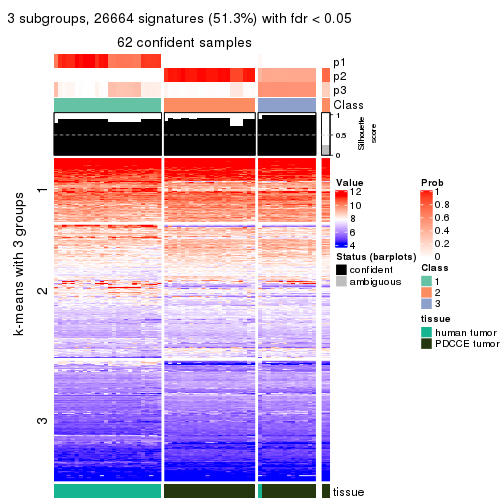 3 subgroups, 26664 signatures (51.3%) with fdr < 0.05
62 confident samples
p1
p2
p3
Class
1
0.5
0
Silhouette
score
k-means with 3 groups
1
2
3
Value
12
10
8
6
4
Status (barplots)
confident
ambiguous
Prob
1
0.8
0.6
0.4
0.2
0
Class
1
2
3
tissue
human tumor
PDCCE tumor
tissue